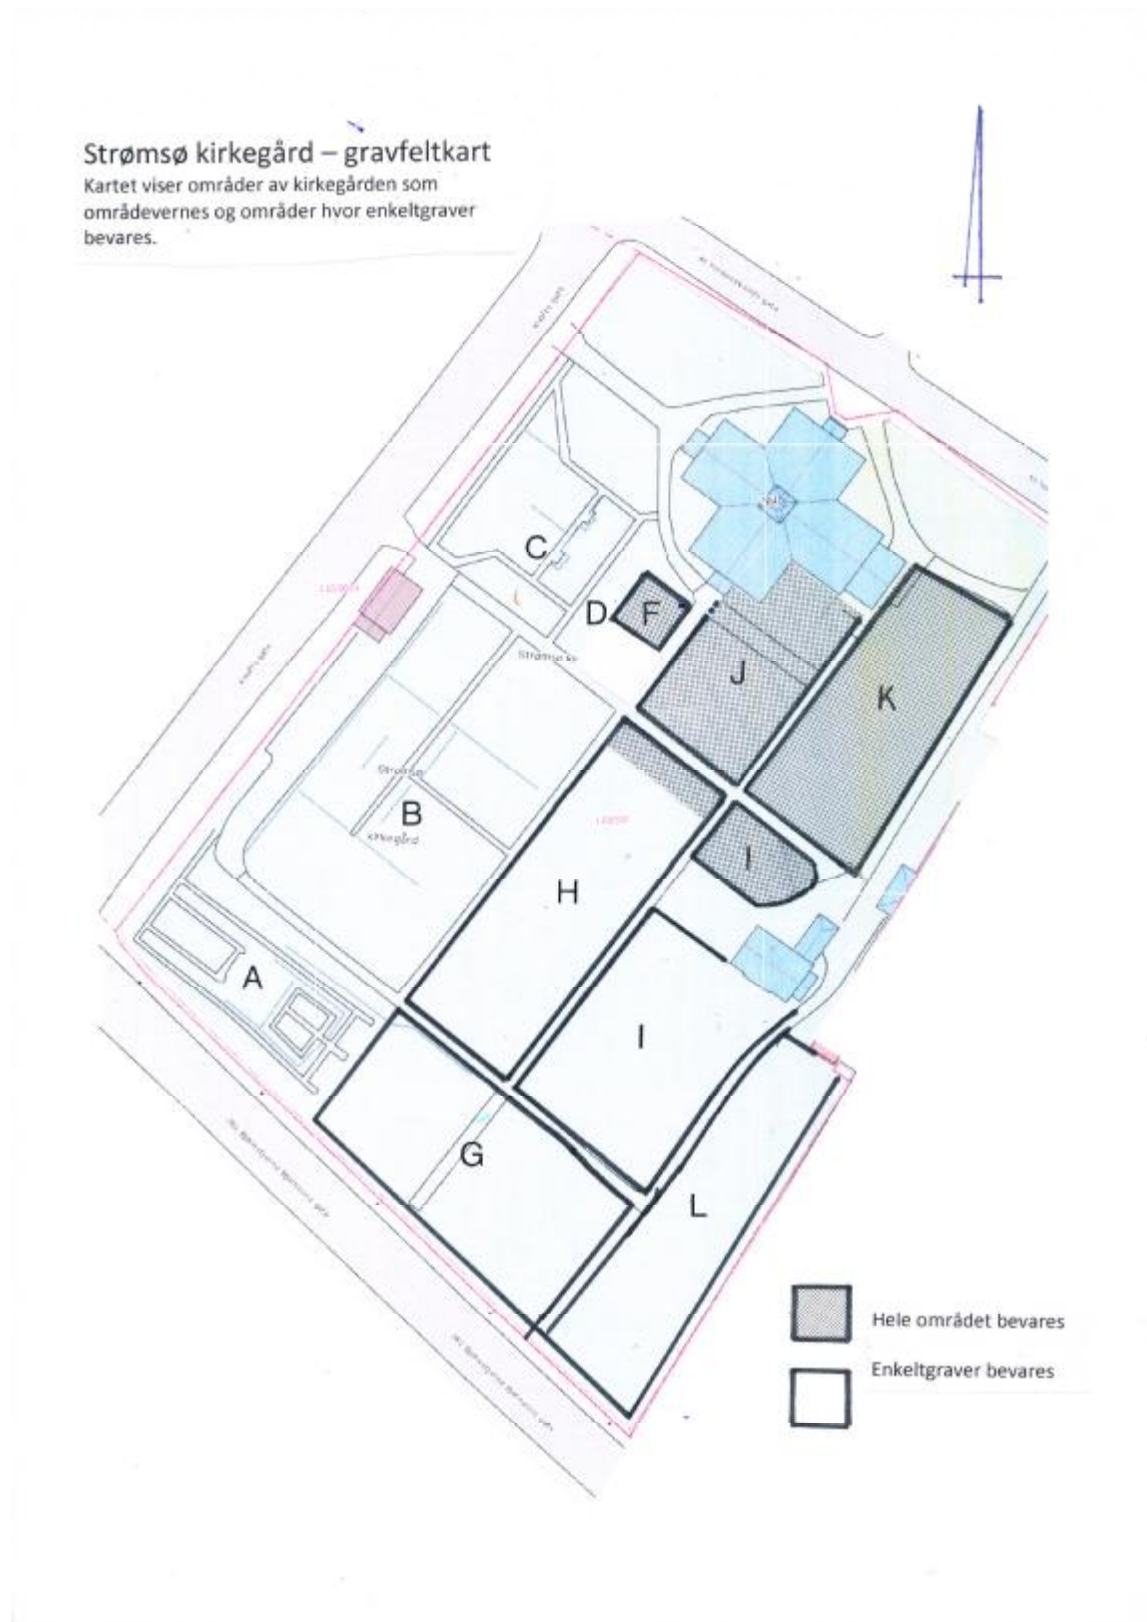 Strømsø kirkegård – gravfeltkart
Kartet viser områder av kirkegården som
områdevernes og områder hvor enkeltgraver
bevares.
C
D
F
J
K
B
kirkegård
H
I
A
I
G
L
Hele området bevares
Enkeltgraver bevares